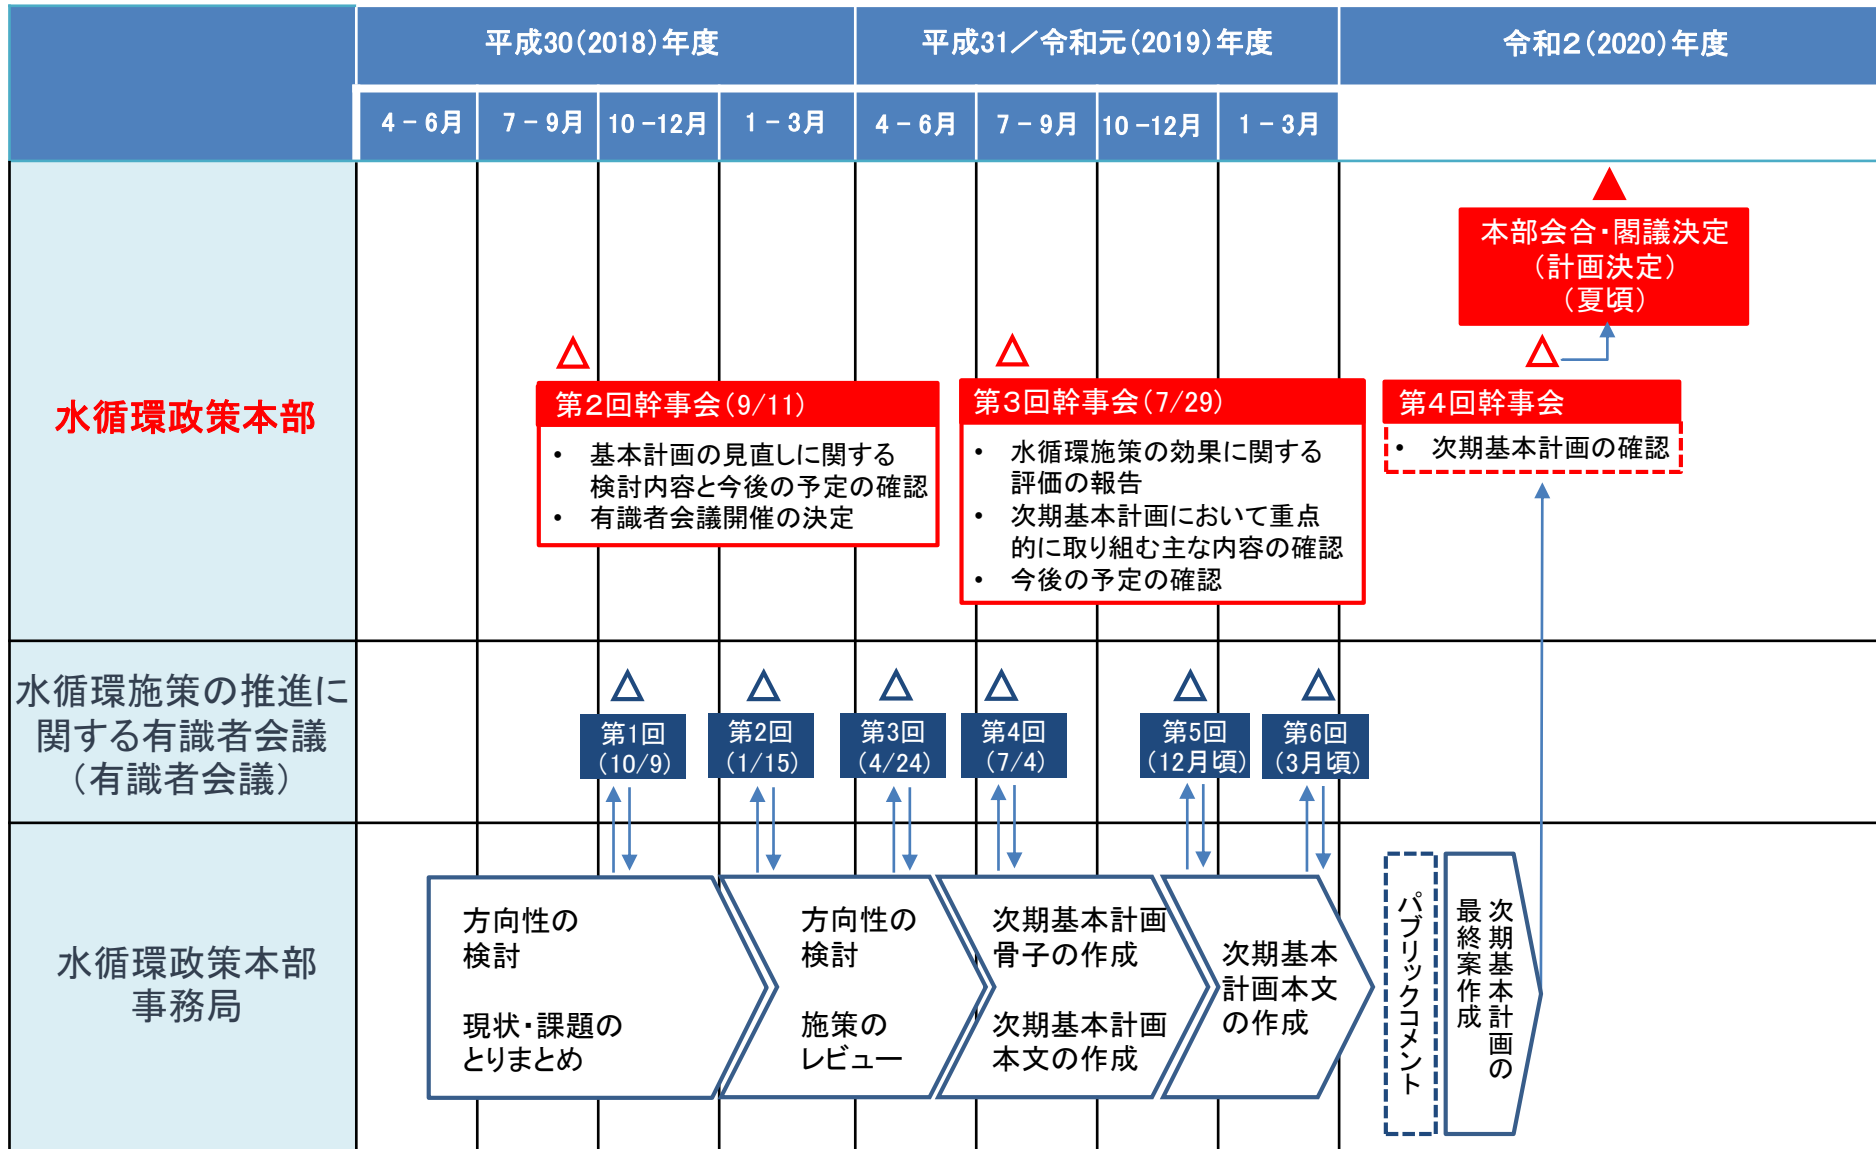 平成30(2018)年度
平成31／令和元(2019)年度
令和２(2020)年度
4－6月
7－9月
10－12月
1－3月
4－6月
7－9月
10－12月
1－3月
水循環政策本部
本部会合・閣議決定
（計画決定）
（夏頃）
第２回幹事会(9/11)
• 基本計画の見直しに関する
検討内容と今後の予定の確認
• 有識者会議開催の決定
第３回幹事会(7/29)
• 水循環施策の効果に関する
評価の報告
• 次期基本計画において重点
的に取り組む主な内容の確認
• 今後の予定の確認
第４回幹事会
• 次期基本計画の確認
水循環施策の推進に
関する有識者会議
（有識者会議）
第1回
(10/9)
第2回
(1/15)
第3回
(4/24)
第4回
(7/4)
第5回
(12月頃)
第6回
(3月頃)
水循環政策本部
事務局
方向性の
検討
現状・課題の
とりまとめ
方向性の
検討
施策の
レビュー
次期基本計画
骨子の作成
次期基本計画
本文の作成
次期基本
計画本文
の作成
パブリックコメント
次期基本計画の
最終案作成